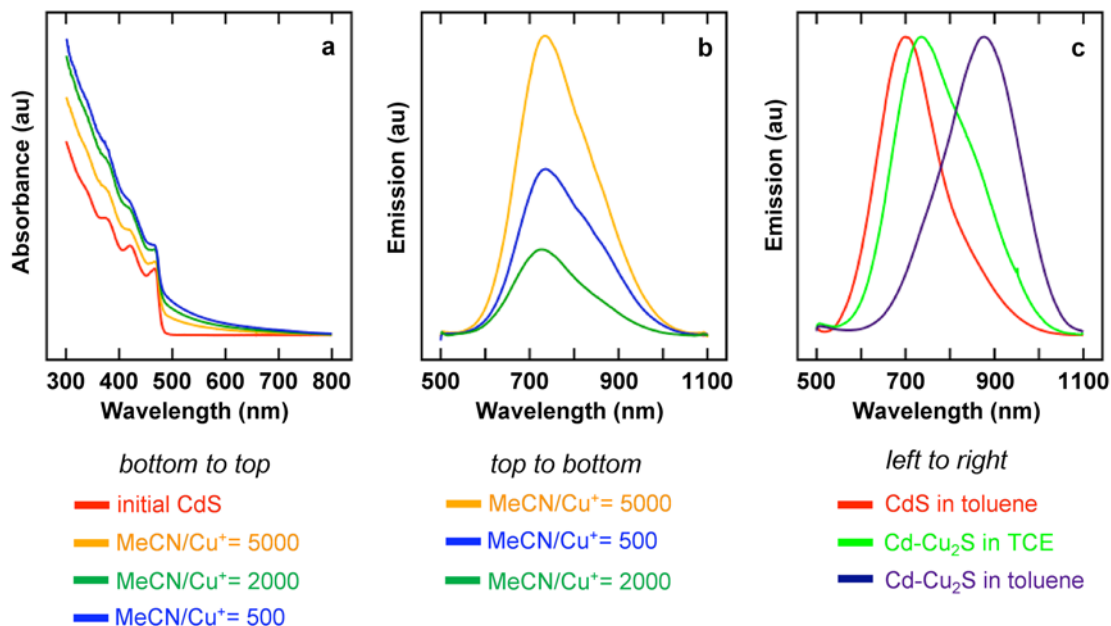 a
b
c
Absorbance (au)
Emission (au)
Emission (au)
300 400 500 600 700 800
500 700 900 1100
500 700 900 1100
Wavelength (nm)
Wavelength (nm)
Wavelength (nm)
bottom to top
initial CdS
MeCN/Cu⁺= 5000
MeCN/Cu⁺= 2000
MeCN/Cu⁺= 500
top to bottom
MeCN/Cu⁺= 5000
MeCN/Cu⁺= 500
MeCN/Cu⁺= 2000
left to right
CdS in toluene
Cd-Cu₂S in TCE
Cd-Cu₂S in toluene